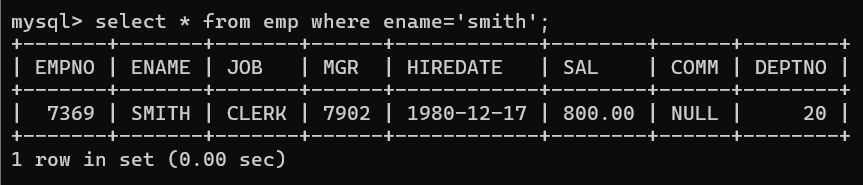 mysql> select * from emp where ename='smith';
+-------+-------+-------+------+------------+--------+------+--------+
| EMPNO | ENAME | JOB   | MGR  | HIREDATE   | SAL    | COMM | DEPTNO |
+-------+-------+-------+------+------------+--------+------+--------+
|  7369 | SMITH | CLERK | 7902 | 1980-12-17 | 800.00 | NULL |     20 |
+-------+-------+-------+------+------------+--------+------+--------+
1 row in set (0.00 sec)